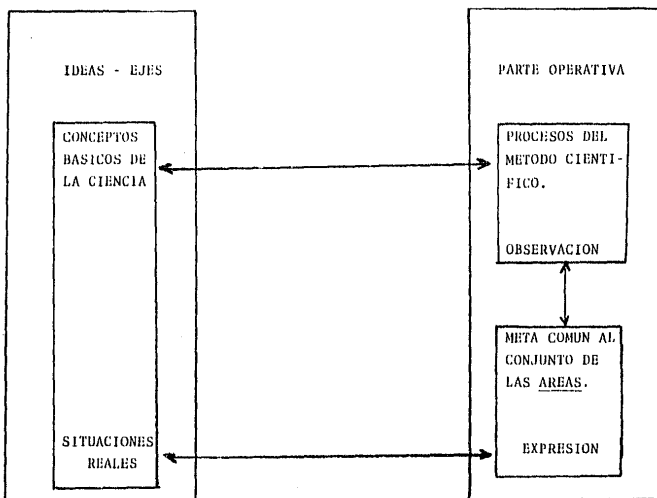 IDEAS - EJES
CONCEPTOS
BASICOS DE
LA CIENCIA
SITUACIONES
REALES
PARTE OPERATIVA
PROCESOS DEL
METODO CIENTI-
FICO.
OBSERVACION
META COMUN AL
CONJUNTO DE
LAS AREAS.
EXPRESION